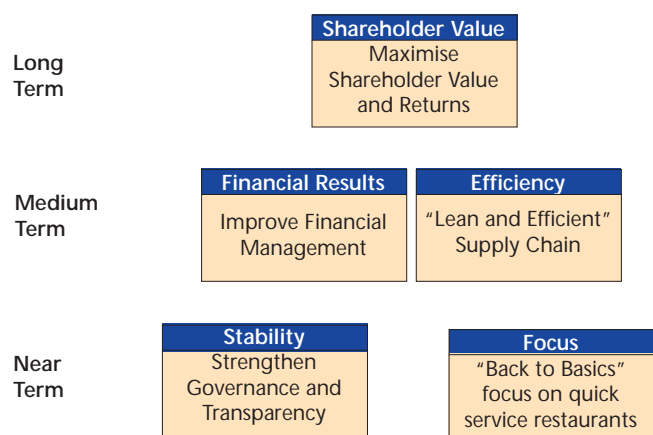 Long
Term
Shareholder Value
Maximise
Shareholder Value
and Returns
Medium
Term
Financial Results
Improve Financial
Management
Efficiency
“Lean and Efficient”
Supply Chain
Near
Term
Stability
Strengthen
Governance and
Transparency
Focus
“Back to Basics”
focus on quick
service restaurants